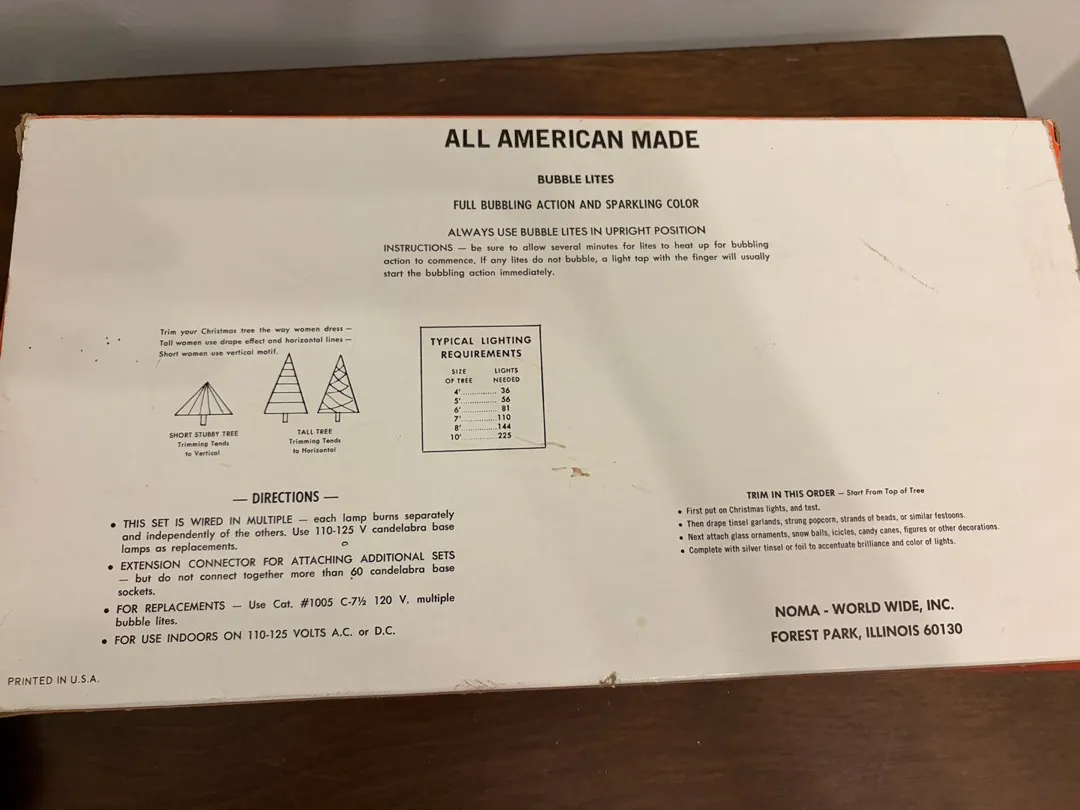 ALL AMERICAN MADE
BUBBLE LITES
FULL BUBBLING ACTION AND SPARKLING COLOR
ALWAYS USE BUBBLE LITES IN UPRIGHT POSITION
INSTRUCTIONS — be sure to allow several minutes for lites to heat up for bubbling
action to commence. If any lites do not bubble, a light tap with the finger will usually
start the bubbling action immediately.
Trim your Christmas tree the way women dress —
Tall women use drape effect and horizontal lines —
Short women use vertical motif.
SHORT STUBBY TREE
Trimming Tends
to Vertical
TALL TREE
Trimming Tends
to Horizontal
TYPICAL LIGHTING
REQUIREMENTS
SIZE LIGHTS
OF TREE NEEDED
4'..............36
5'..............56
6'..............81
7'..............110
8'..............144
10'..............225
— DIRECTIONS —
• THIS SET IS WIRED IN MULTIPLE — each lamp burns separately
and independently of the others. Use 110-125 V candelabra base
lamps as replacements.
• EXTENSION CONNECTOR FOR ATTACHING ADDITIONAL SETS
— but do not connect together more than 60 candelabra base
sockets.
• FOR REPLACEMENTS — Use Cat. #1005 C-7½ 120 V. multiple
bubble lites.
• FOR USE INDOORS ON 110-125 VOLTS A.C. or D.C.
TRIM IN THIS ORDER — Start From Top of Tree
• First put on Christmas lights, and test.
• Then drape tinsel garlands, strung popcorn, strands of beads, or similar festoons.
• Next attach glass ornaments, snow balls, icicles, candy canes, figures or other decorations.
• Complete with silver tinsel or foil to accentuate brilliance and color of lights.
NOMA - WORLD WIDE, INC.
FOREST PARK, ILLINOIS 60130
PRINTED IN U.S.A.